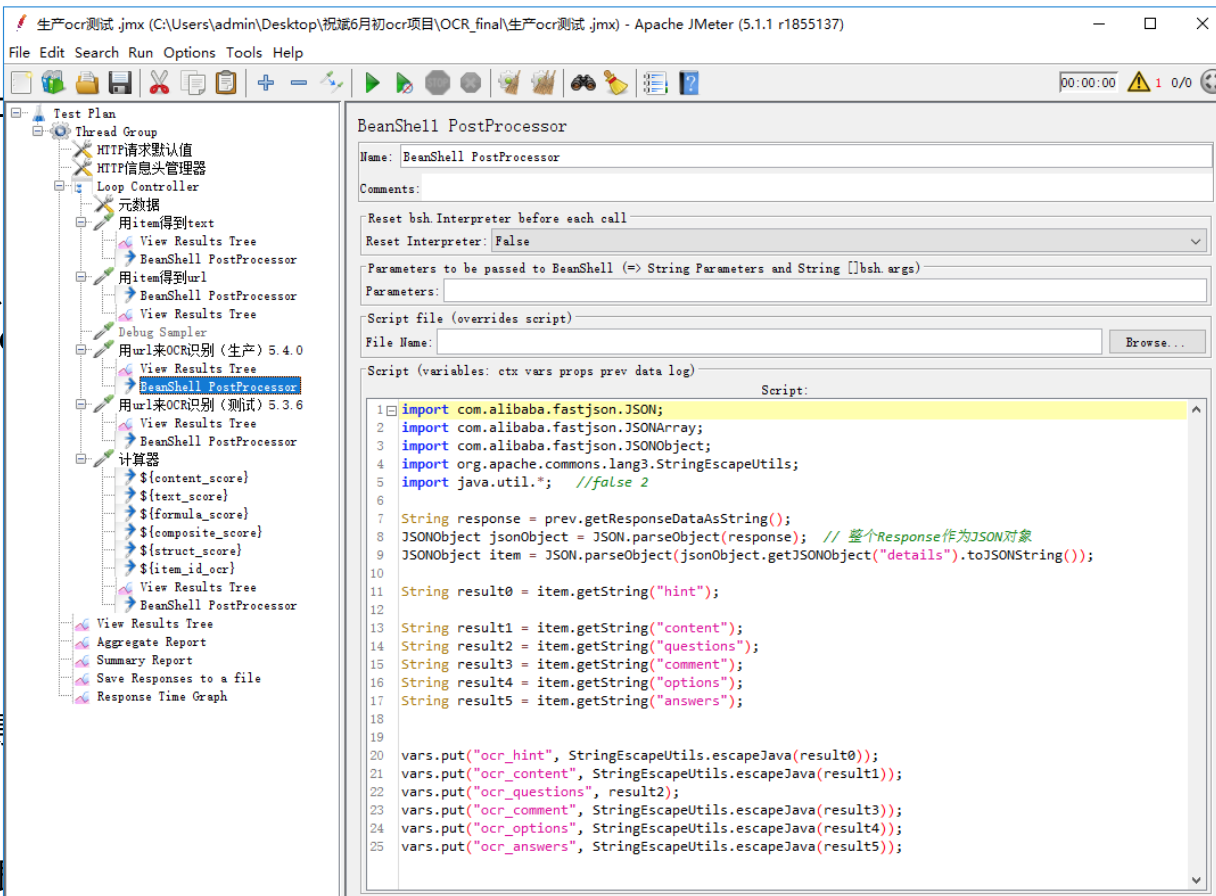 生产ocr测试 .jmx (C:\Users\admin\Desktop\祝斌6月初ocr项目\OCR_final\生产ocr测试 .jmx) - Apache JMeter (5.1.1 r1855137)
File Edit Search Run Options Tools Help
00:00:00 1 0/0
Test Plan
Thread Group
HTTP请求默认值
HTTP信息头管理器
Loop Controller
元数据
用item得到text
View Results Tree
BeanShell PostProcessor
用item得到url
BeanShell PostProcessor
View Results Tree
Debug Sampler
用url来OCR识别（生产）5.4.0
View Results Tree
BeanShell PostProcessor
用url来OCR识别（测试）5.3.6
View Results Tree
BeanShell PostProcessor
计算器
${content_score}
${text_score}
${formula_score}
${composite_score}
${struct_score}
${item_id_ocr}
View Results Tree
BeanShell PostProcessor
View Results Tree
Aggregate Report
Summary Report
Save Responses to a file
Response Time Graph
BeanShell PostProcessor
Name: BeanShell PostProcessor
Comments:
Reset bsh.Interpreter before each call
Reset Interpreter: False
Parameters to be passed to BeanShell (=> String Parameters and String []bsh.args)
Parameters:
Script file (overrides script)
File Name: Browse...
Script (variables: ctx vars props prev data log)
Script:
1 import com.alibaba.fastjson.JSON;
2 import com.alibaba.fastjson.JSONArray;
3 import com.alibaba.fastjson.JSONObject;
4 import org.apache.commons.lang3.StringEscapeUtils;
5 import java.util.*; //false 2
6
7 String response = prev.getResponseDataAsString();
8 JSONObject jsonObject = JSON.parseObject(response); // 整个Response作为JSON对象
9 JSONObject item = JSON.parseObject(jsonObject.getJSONObject("details").toJSONString());
10
11 String result0 = item.getString("hint");
12
13 String result1 = item.getString("content");
14 String result2 = item.getString("questions");
15 String result3 = item.getString("comment");
16 String result4 = item.getString("options");
17 String result5 = item.getString("answers");
18
19
20 vars.put("ocr_hint", StringEscapeUtils.escapeJava(result0));
21 vars.put("ocr_content", StringEscapeUtils.escapeJava(result1));
22 vars.put("ocr_questions", result2);
23 vars.put("ocr_comment", StringEscapeUtils.escapeJava(result3));
24 vars.put("ocr_options", StringEscapeUtils.escapeJava(result4));
25 vars.put("ocr_answers", StringEscapeUtils.escapeJava(result5));